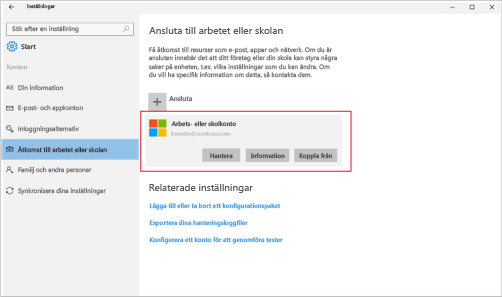 Inställningar
Sök efter en inställning
Start
Konton
Din information
E-post- och appkonton
Inloggningsalternativ
Åtkomst till arbetet eller skolan
Familj och andra personer
Synkronisera dina inställningar
Ansluta till arbetet eller skolan
Få åtkomst till resurser som e-post, appar och nätverk. Om du är
ansluten innebär det att ditt företag eller din skola kan styra några
saker på enheten, t.ex. vilka inställningar som du kan ändra. Om
du vill ha specifik information om detta, så kontakta dem.
Ansluta
Arbets- eller skolkonto
Hantera
Information
Koppla från
Relaterade inställningar
Lägga till eller ta bort ett konfigurationspaket
Exportera dina hanteringsloggfiler
Konfigurera ett konto för att genomföra tester